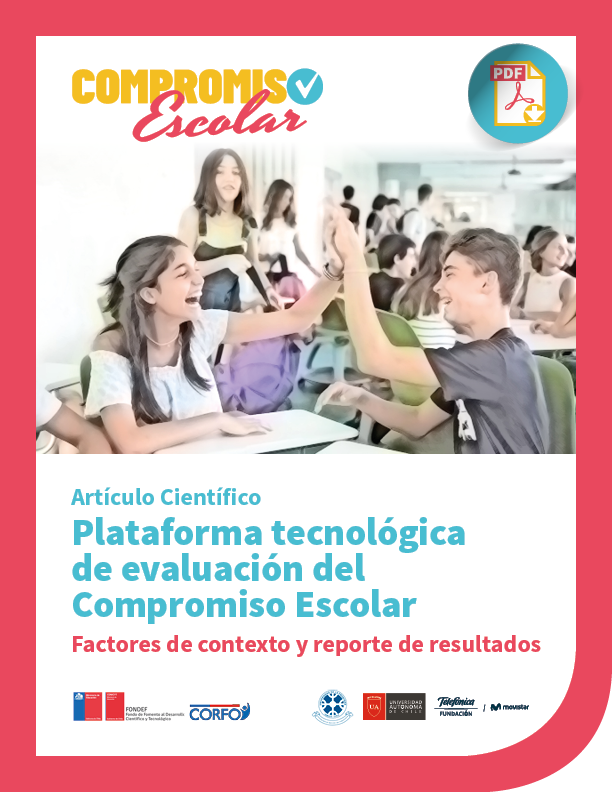 COMPROMISO
Escolar
PDF
Artículo Científico
Plataforma tecnológica
de evaluación del
Compromiso Escolar
Factores de contexto y reporte de resultados
FONDEF
Fondo de Fomento al Desarrollo
Científico y Tecnológico
CORFO
UA
UNIVERSIDAD
AUTÓNOMA
DE CHILE
Telefónica
FUNDACIÓN
movistar